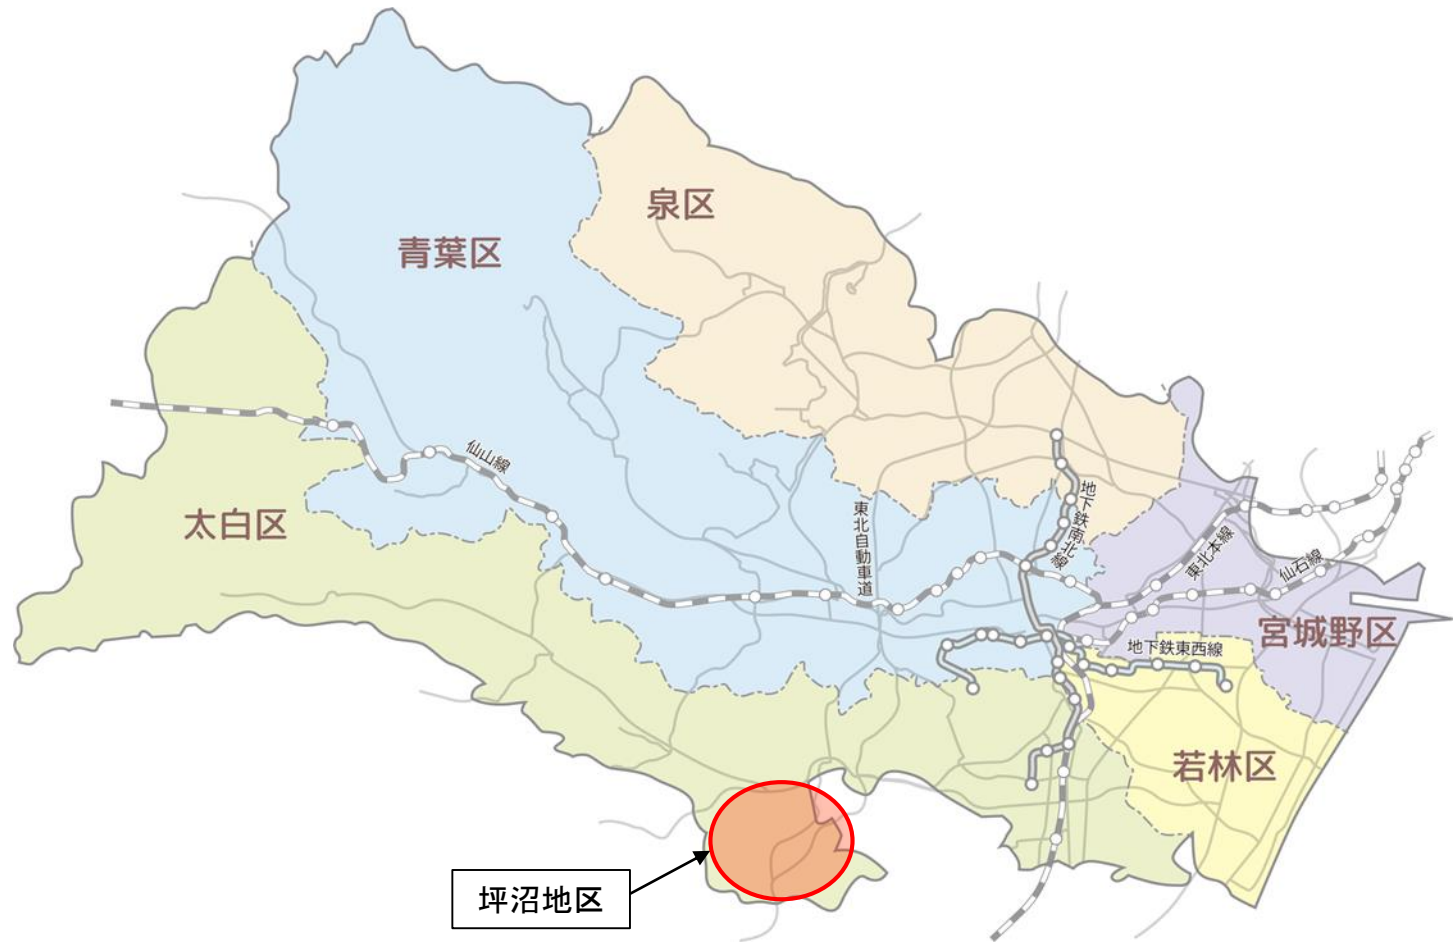 泉区
青葉区
仙山線
太白区
東北自動車道
地下鉄南北線
東北本線
仙石線
宮城野区
地下鉄東西線
若林区
坪沼地区